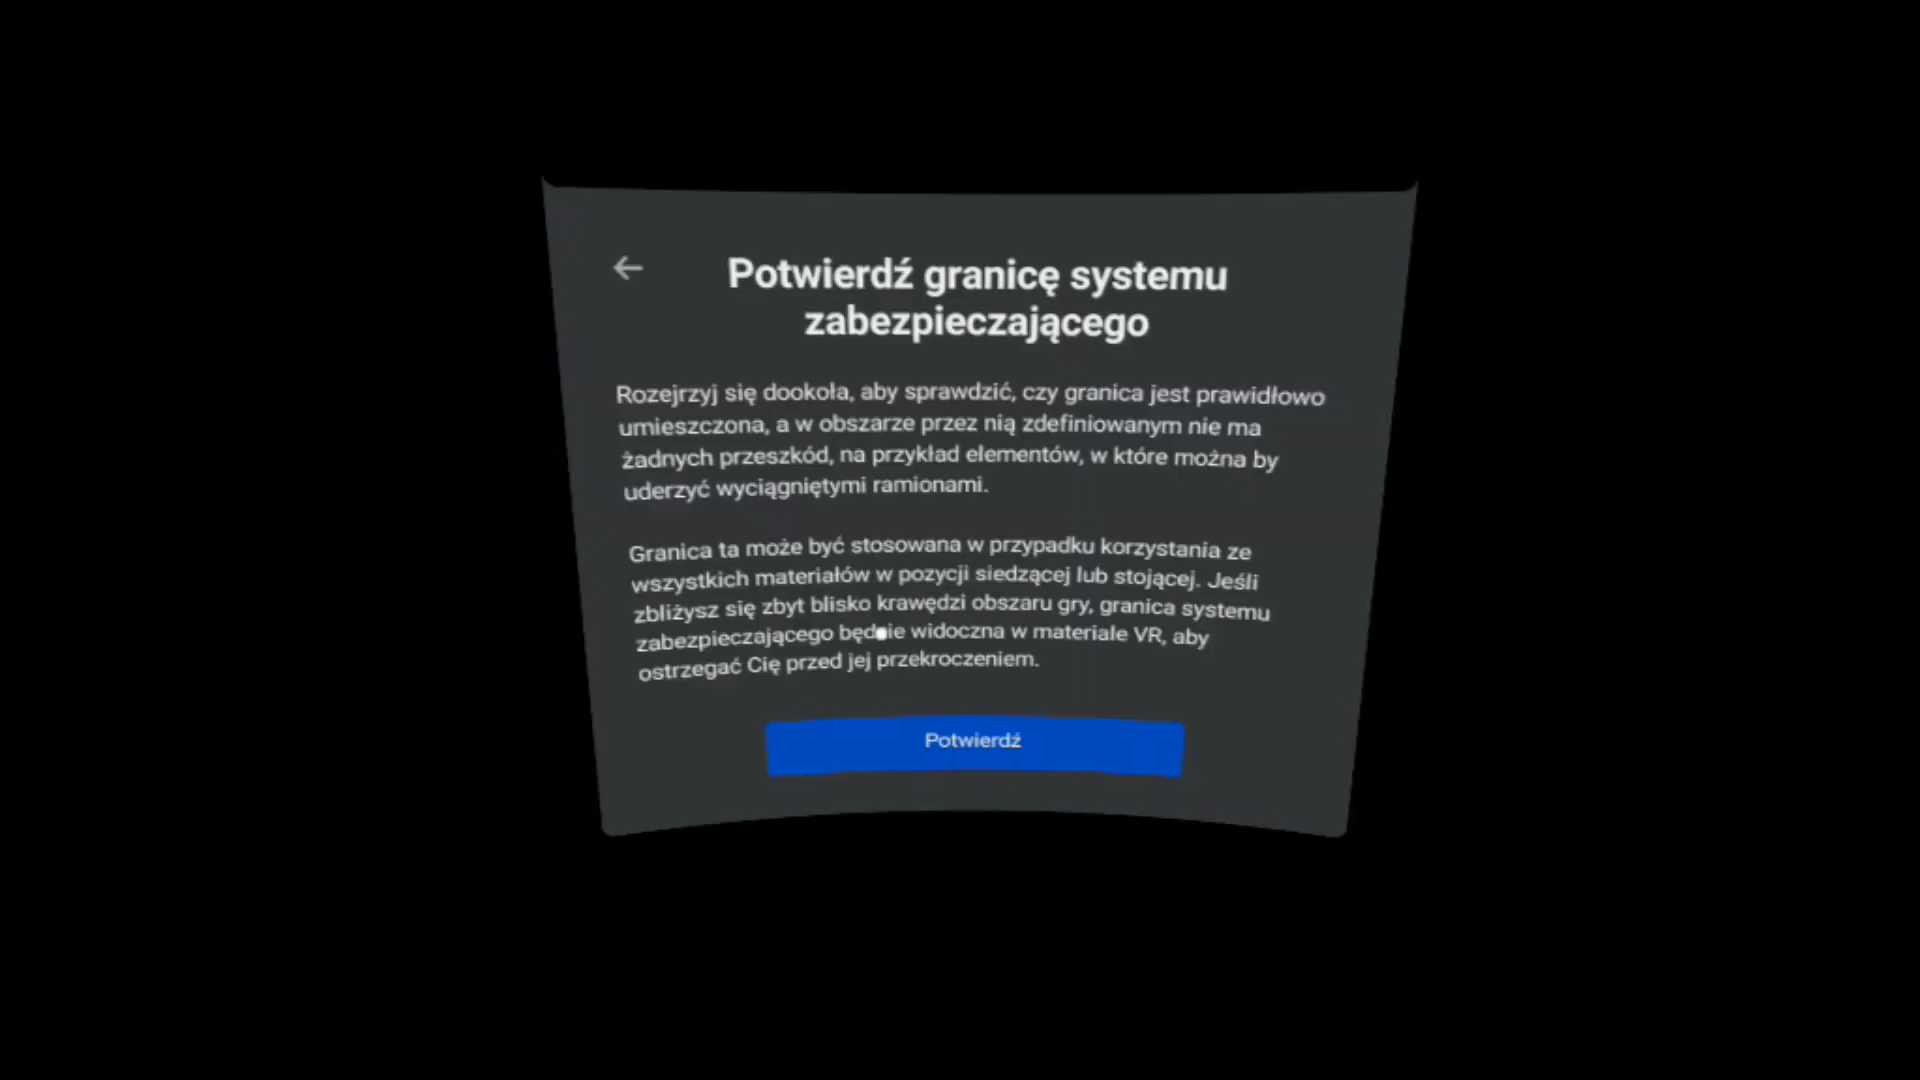 Potwierdź granicę systemu
zabezpieczającego
Rozejrzyj się dookoła, aby sprawdzić, czy granica jest prawidłowo
umieszczona, a w obszarze przez nią zdefiniowanym nie ma
żadnych przeszkód, na przykład elementów, w które można by
uderzyć wyciągniętymi ramionami.
Granica ta może być stosowana w przypadku korzystania ze
wszystkich materiałów w pozycji siedzącej lub stojącej. Jeśli
zbliżysz się zbyt blisko krawędzi obszaru gry, granica systemu
zabezpieczającego będzie widoczna w materiale VR, aby
ostrzegać Cię przed jej przekroczeniem.
Potwierdź